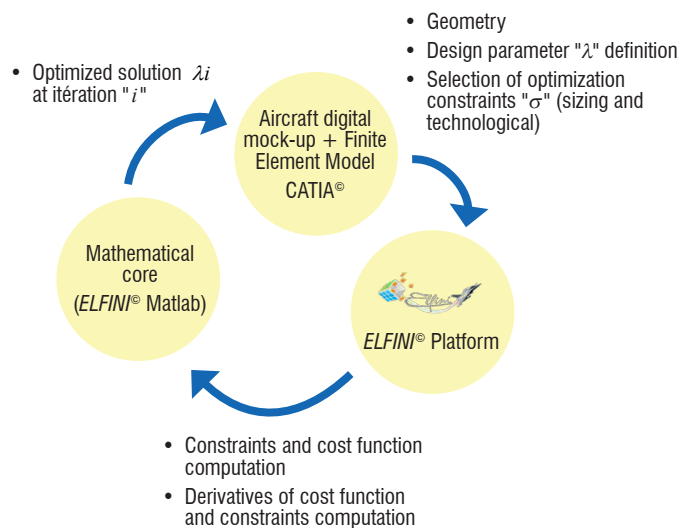 • Geometry
• Design parameter "λ" definition
• Selection of optimization
constraints "σ" (sizing and
technological)
• Optimized solution λi
at itération "i"
Aircraft digital
mock-up + Finite
Element Model
CATIA©
Mathematical
core
(ELFINI© Matlab)
Elfini
ELFINI© Platform
• Constraints and cost function
computation
• Derivatives of cost function
and constraints computation